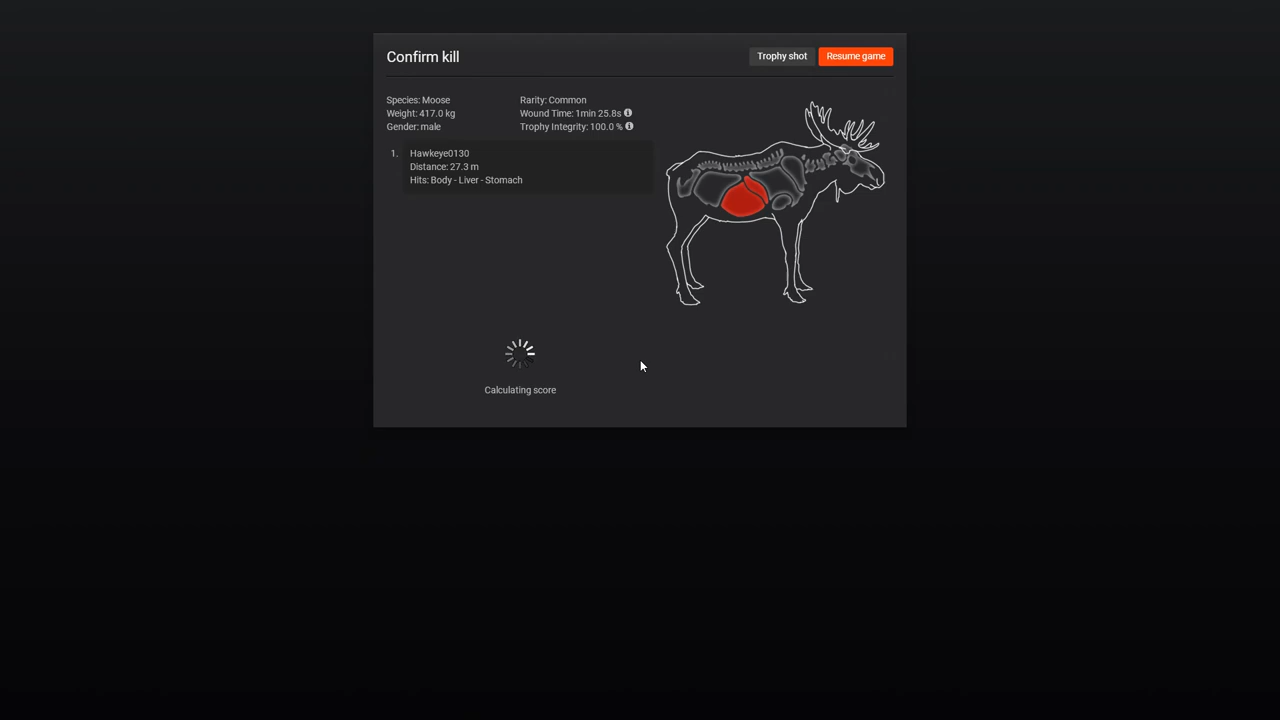 Confirm kill
Trophy shot
Resume game
Species: Moose
Rarity: Common
Weight: 417.0 kg
Wound Time: 1min 25.8s
Gender: male
Trophy Integrity: 100.0 %
1. Hawkeye0130
Distance: 27.3 m
Hits: Body - Liver - Stomach
Calculating score